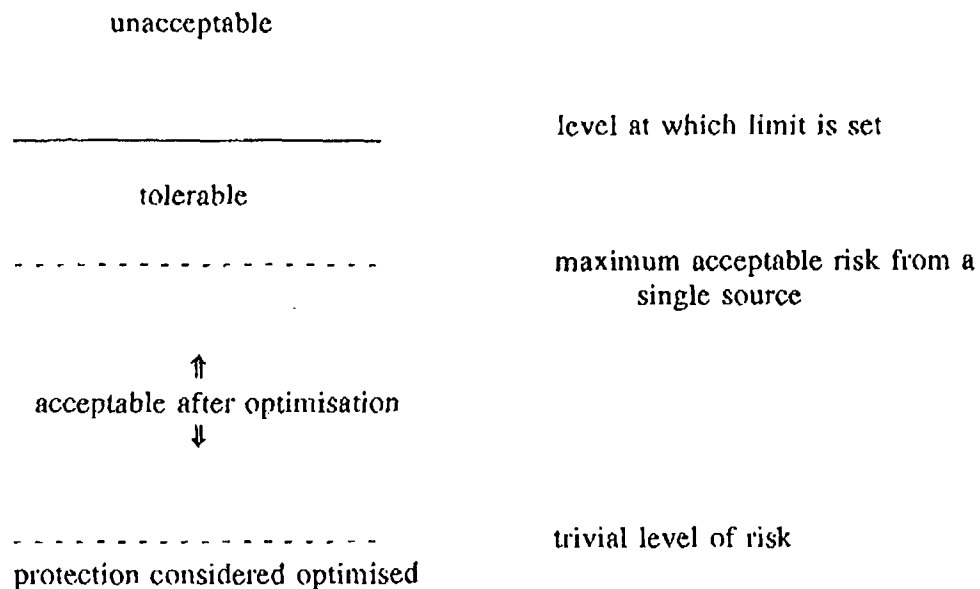 unacceptable
level at which limit is set
tolerable
maximum acceptable risk from a
single source
⇑
acceptable after optimisation
⇓
trivial level of risk
protection considered optimised